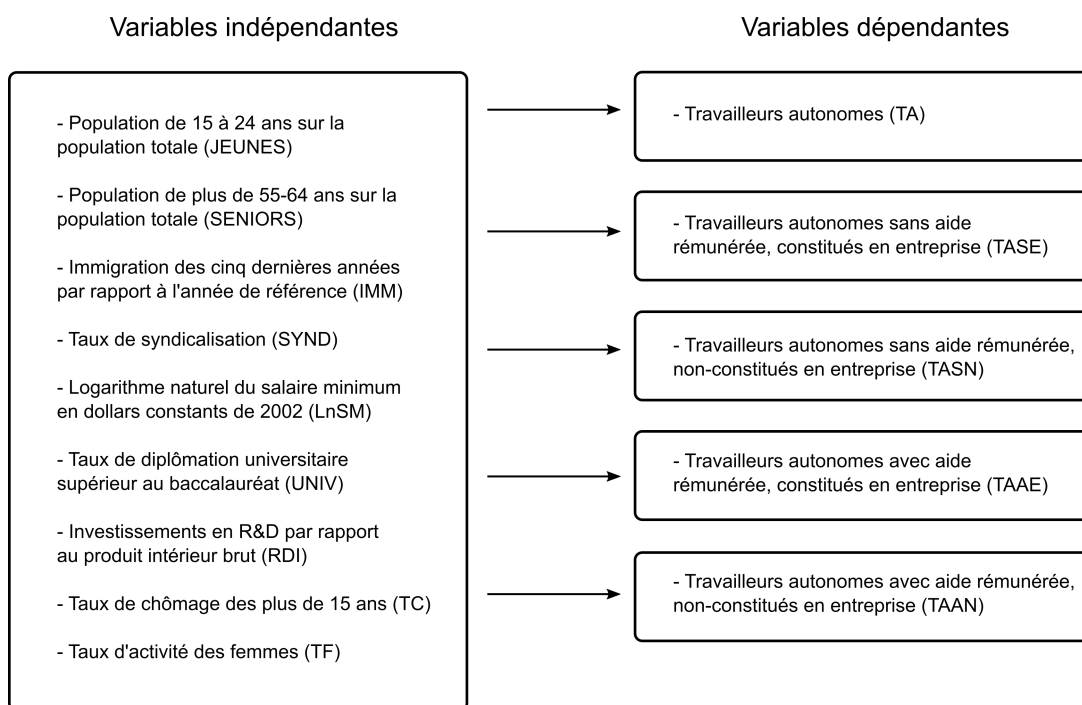 Variables indépendantes
- Population de 15 à 24 ans sur la
population totale (JEUNES)
- Population de plus de 55-64 ans sur la
population totale (SENIORS)
- Immigration des cinq dernières années
par rapport à l'année de référence (IMM)
- Taux de syndicalisation (SYND)
- Logarithme naturel du salaire minimum
en dollars constants de 2002 (LnSM)
- Taux de diplômation universitaire
supérieur au baccalauréat (UNIV)
- Investissements en R&D par rapport
au produit intérieur brut (RDI)
- Taux de chômage des plus de 15 ans (TC)
- Taux d'activité des femmes (TF)
Variables dépendantes
- Travailleurs autonomes (TA)
- Travailleurs autonomes sans aide
rémunérée, constitués en entreprise (TASE)
- Travailleurs autonomes sans aide rémunérée,
non-constitués en entreprise (TASN)
- Travailleurs autonomes avec aide
rémunérée, constitués en entreprise (TAAE)
- Travailleurs autonomes avec aide rémunérée,
non-constitués en entreprise (TAAN)